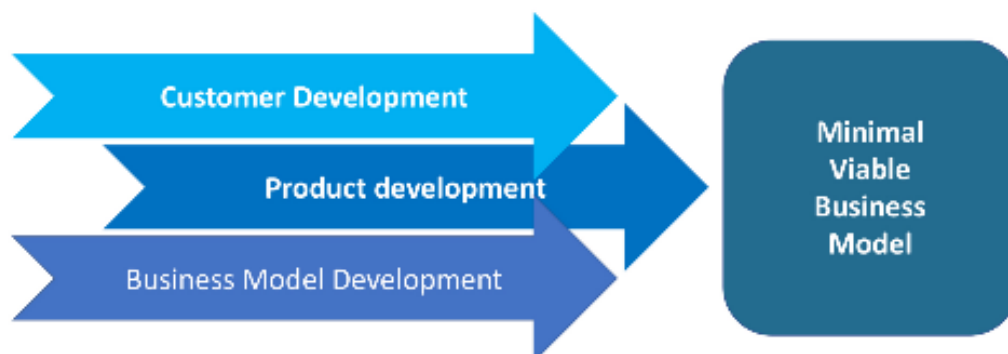 Customer Development
Product development
Business Model Development
Minimal
Viable
Business
Model